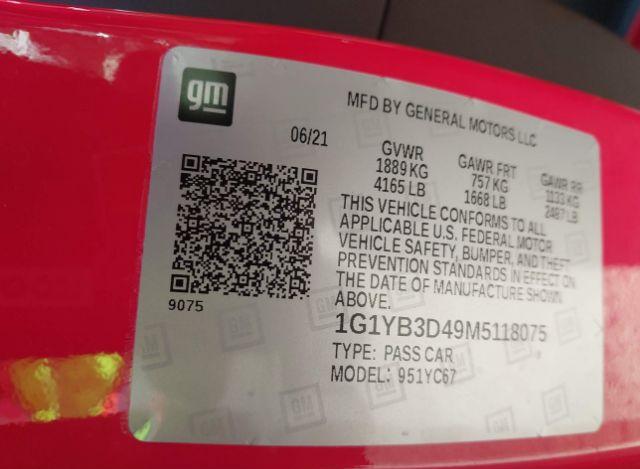 gm
MFD BY GENERAL MOTORS LLC
06/21
GVWR GAWR FRT GAWR RR
1889 KG 757 KG 1133 KG
4165 LB 1668 LB 2497 LB
THIS VEHICLE CONFORMS TO ALL
APPLICABLE U.S. FEDERAL MOTOR
VEHICLE SAFETY, BUMPER, AND THEFT
PREVENTION STANDARDS IN EFFECT ON
THE DATE OF MANUFACTURE SHOWN
ABOVE.
9075
1G1YB3D49M5118075
TYPE: PASS CAR
MODEL: 951YC67